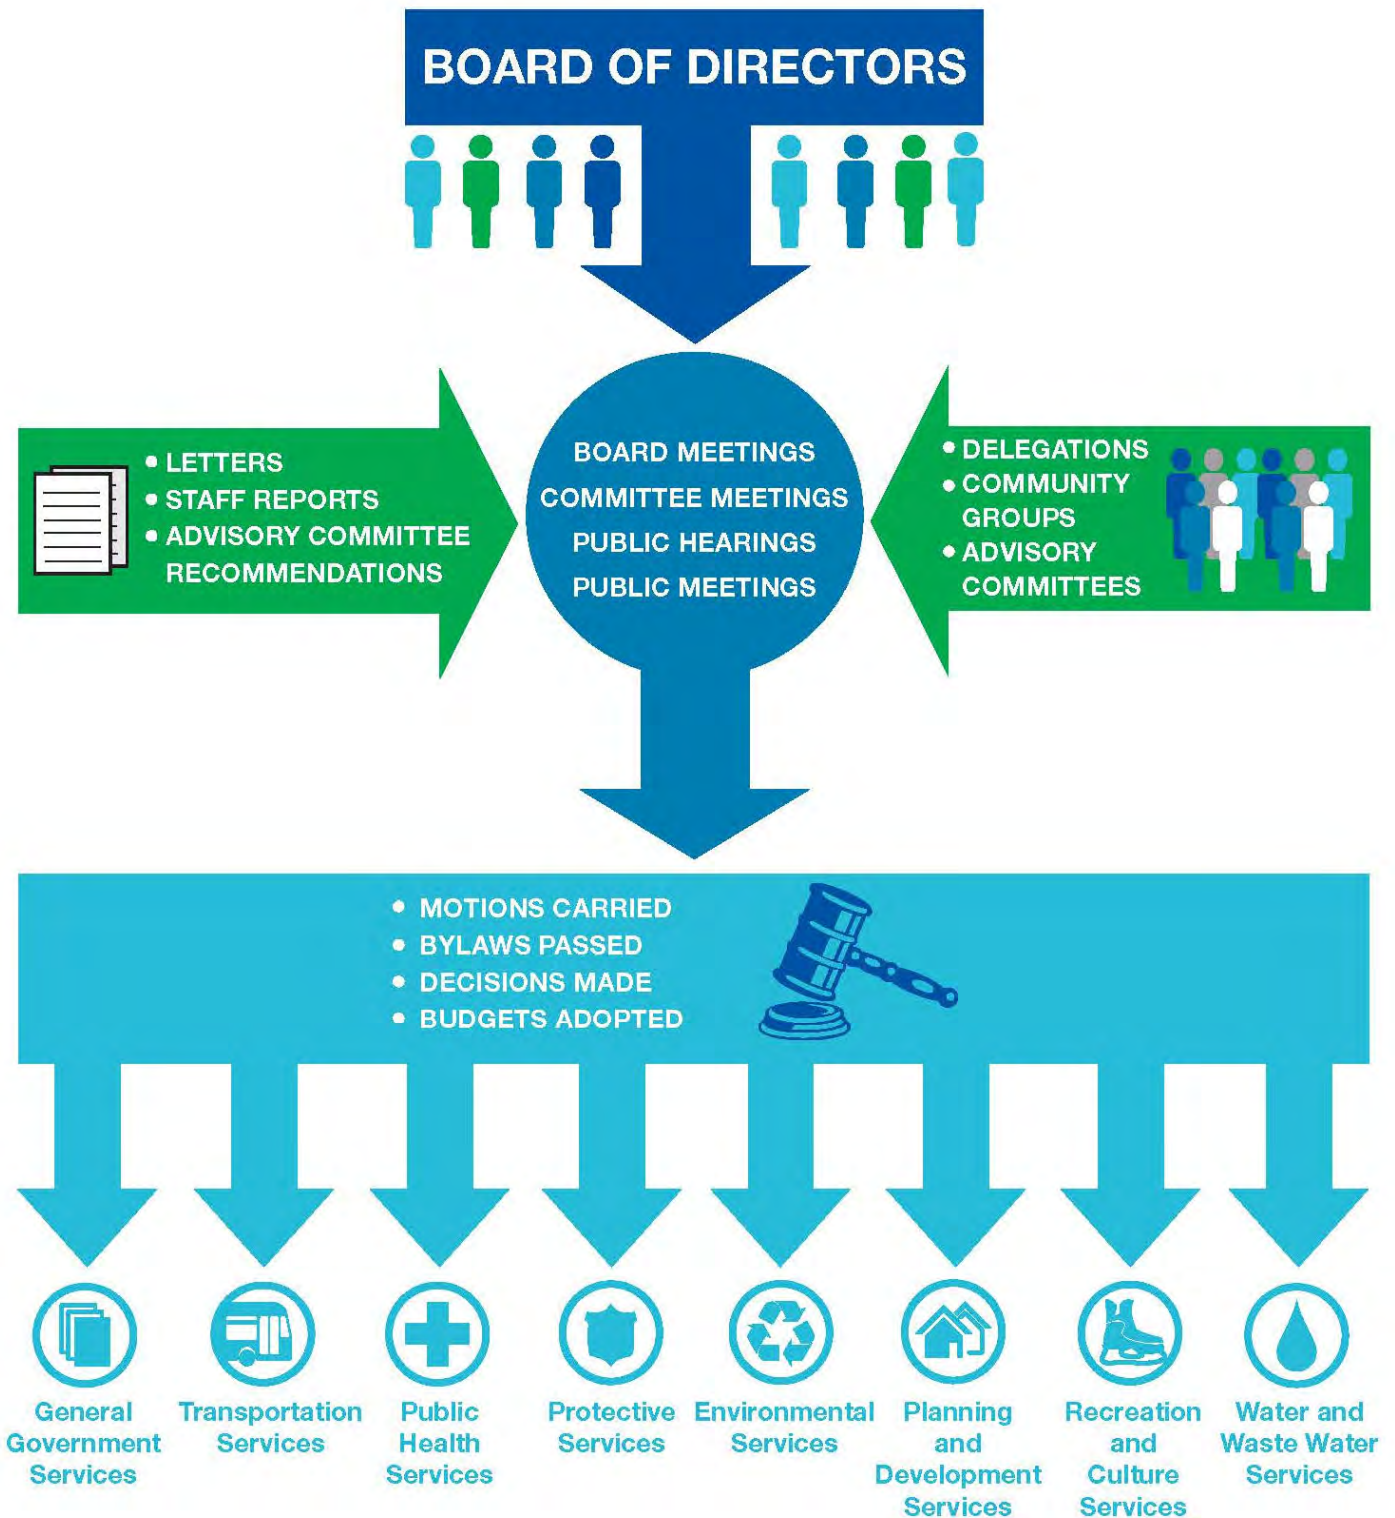 BOARD OF DIRECTORS
• LETTERS
• STAFF REPORTS
• ADVISORY COMMITTEE
RECOMMENDATIONS
BOARD MEETINGS
COMMITTEE MEETINGS
PUBLIC HEARINGS
PUBLIC MEETINGS
• DELEGATIONS
• COMMUNITY
GROUPS
• ADVISORY
COMMITTEES
• MOTIONS CARRIED
• BYLAWS PASSED
• DECISIONS MADE
• BUDGETS ADOPTED
General
Government
Services
Transportation
Services
Public
Health
Services
Protective
Services
Environmental
Services
Planning
and
Development
Services
Recreation
and
Culture
Services
Water and
Waste Water
Services